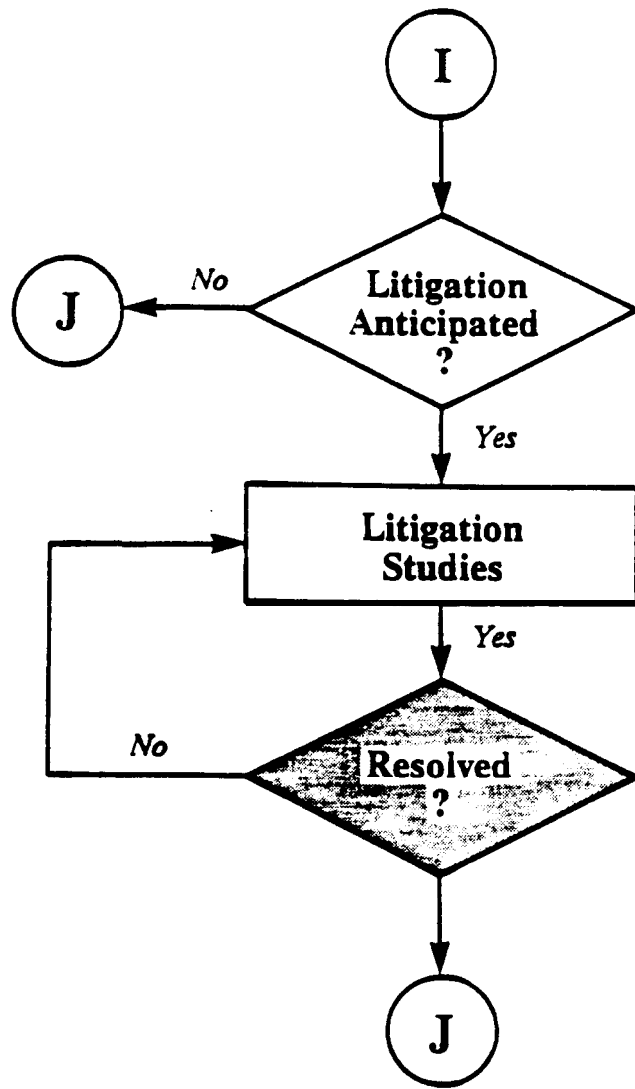 I
No
J
Litigation
Anticipated
?
Yes
Litigation
Studies
Yes
No
Resolved
?
J